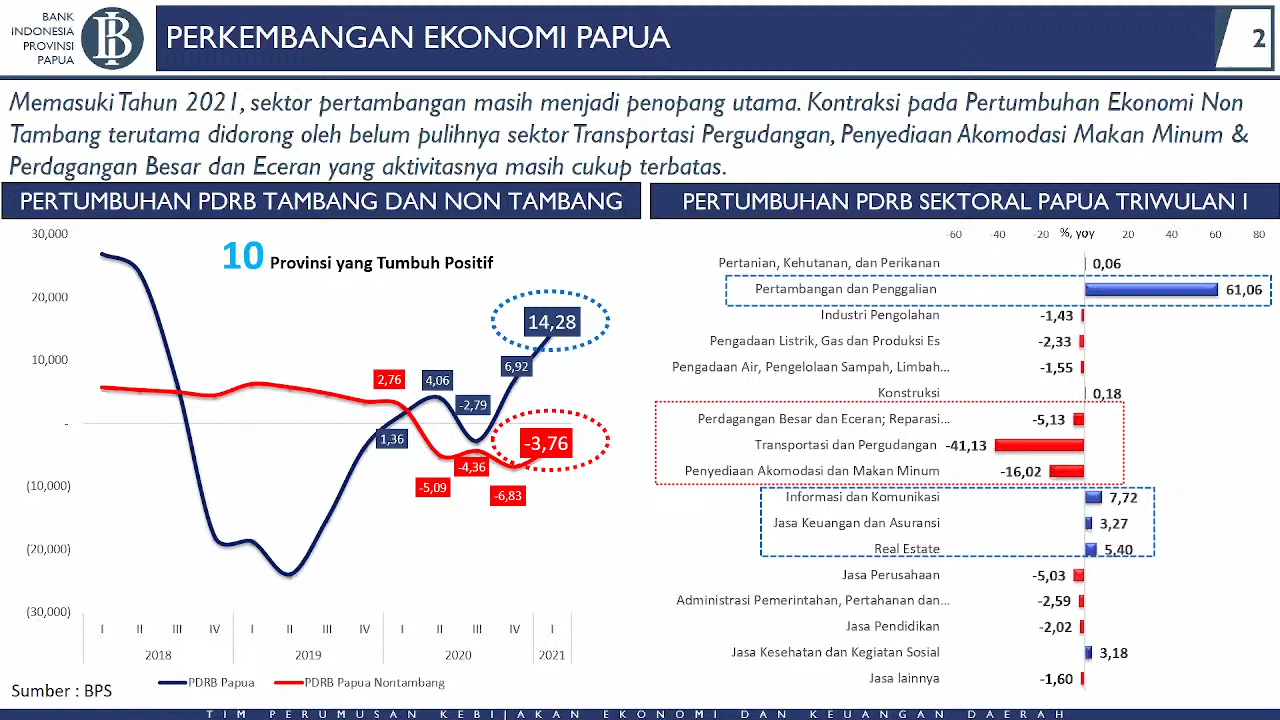 BANK
INDONESIA
PROVINSI
PAPUA
PERKEMBANGAN EKONOMI PAPUA
2
Memasuki Tahun 2021, sektor pertambangan masih menjadi penopang utama. Kontraksi pada Pertumbuhan Ekonomi Non
Tambang terutama didorong oleh belum pulihnya sektor Transportasi Pergudangan, Penyediaan Akomodasi Makan Minum &
Perdagangan Besar dan Eceran yang aktivitasnya masih cukup terbatas.
PERTUMBUHAN PDRB TAMBANG DAN NON TAMBANG
10 Provinsi yang Tumbuh Positif
30,000
20,000
10,000
-
(10,000)
(20,000)
(30,000)
14,28
6,92
2,76
4,06
-2,79
1,36
-3,76
-4,36
-5,09
-6,83
I II III IV I II III IV I II III IV I
2018 2019 2020 2021
PDRB Papua PDRB Papua Nontambang
Sumber : BPS
PERTUMBUHAN PDRB SEKTORAL PAPUA TRIWULAN I
-60 -40 -20 %, yoy 20 40 60 80
Pertanian, Kehutanan, dan Perikanan 0,06
Pertambangan dan Penggalian 61,06
Industri Pengolahan -1,43
Pengadaan Listrik, Gas dan Produksi Es -2,33
Pengadaan Air, Pengelolaan Sampah, Limbah... -1,55
Konstruksi 0,18
Perdagangan Besar dan Eceran; Reparasi... -5,13
Transportasi dan Pergudangan -41,13
Penyediaan Akomodasi dan Makan Minum -16,02
Informasi dan Komunikasi 7,72
Jasa Keuangan dan Asuransi 3,27
Real Estate 5,40
Jasa Perusahaan -5,03
Administrasi Pemerintahan, Pertahanan dan... -2,59
Jasa Pendidikan -2,02
Jasa Kesehatan dan Kegiatan Sosial 3,18
Jasa lainnya -1,60
TIM PERUMUSAN KEBIJAKAN EKONOMI DAN KEUANGAN DAERAH